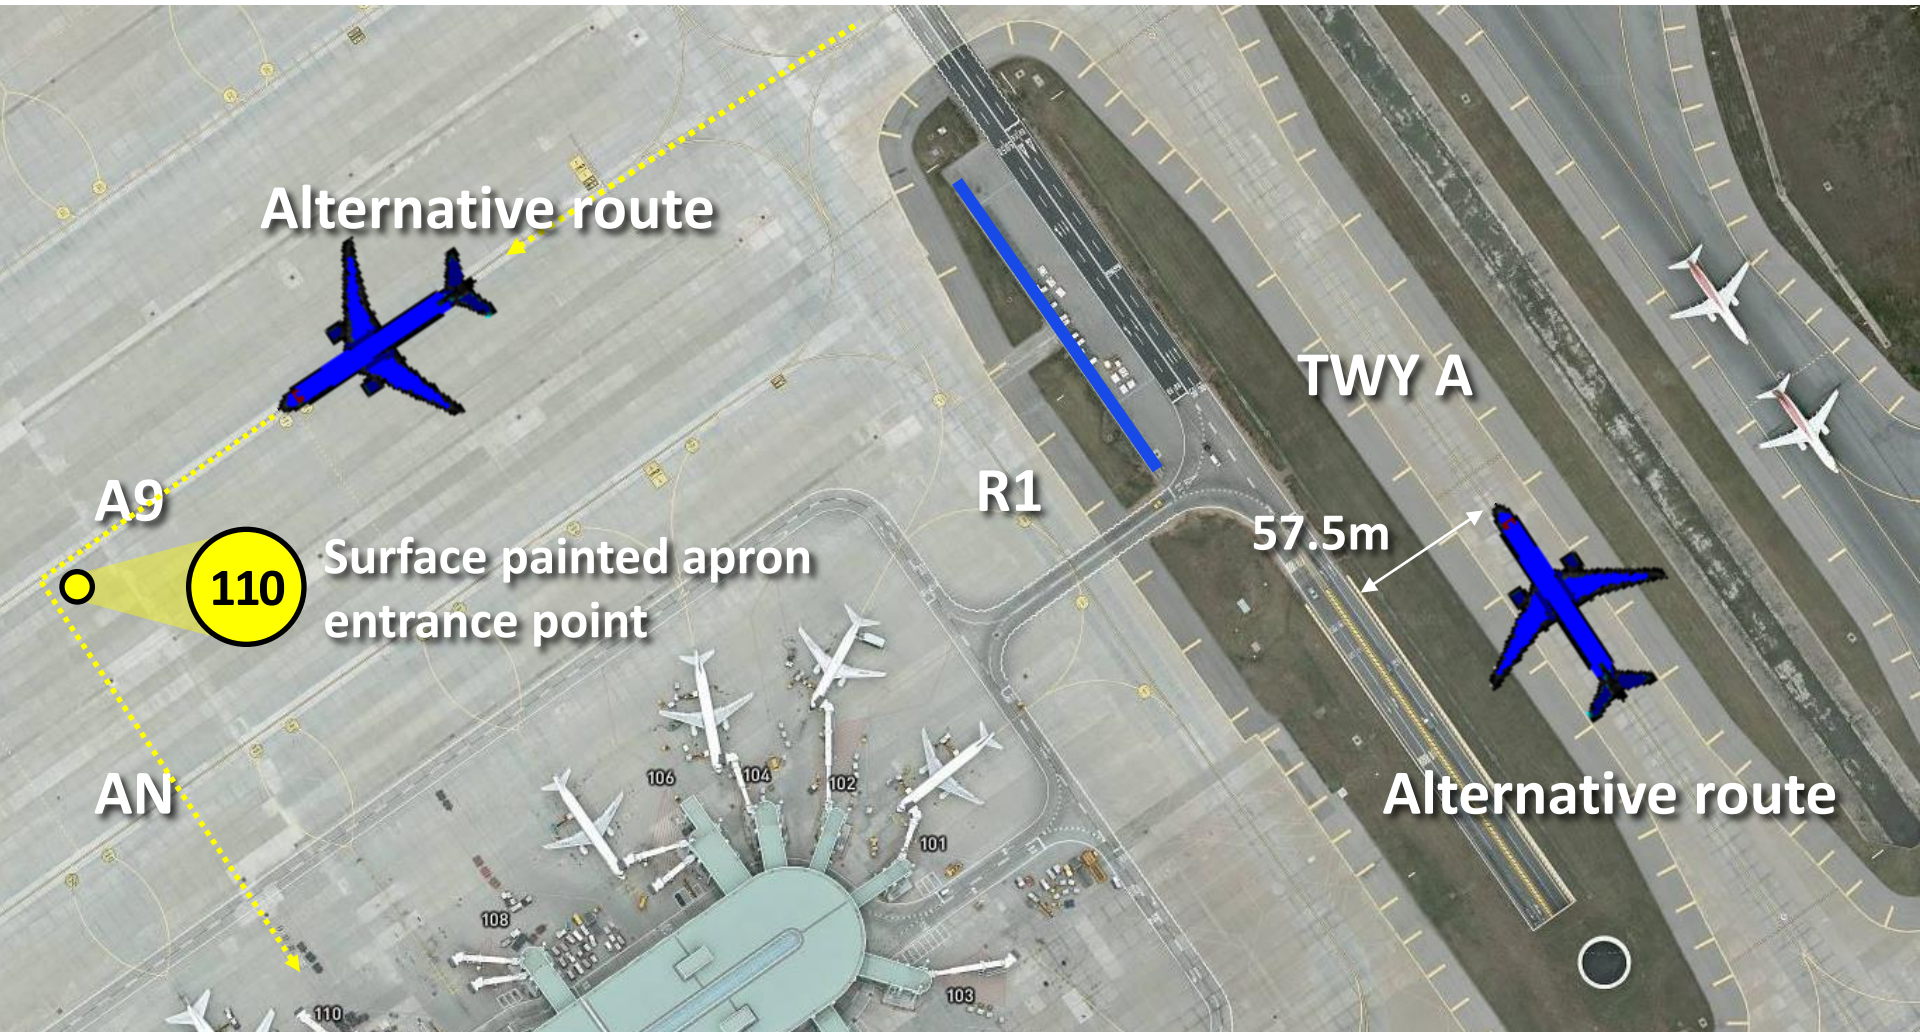 Alternative route
TWY A
A9
R1
57.5m
110
Surface painted apron
entrance point
AN
106
104
102
Alternative route
101
108
103
110